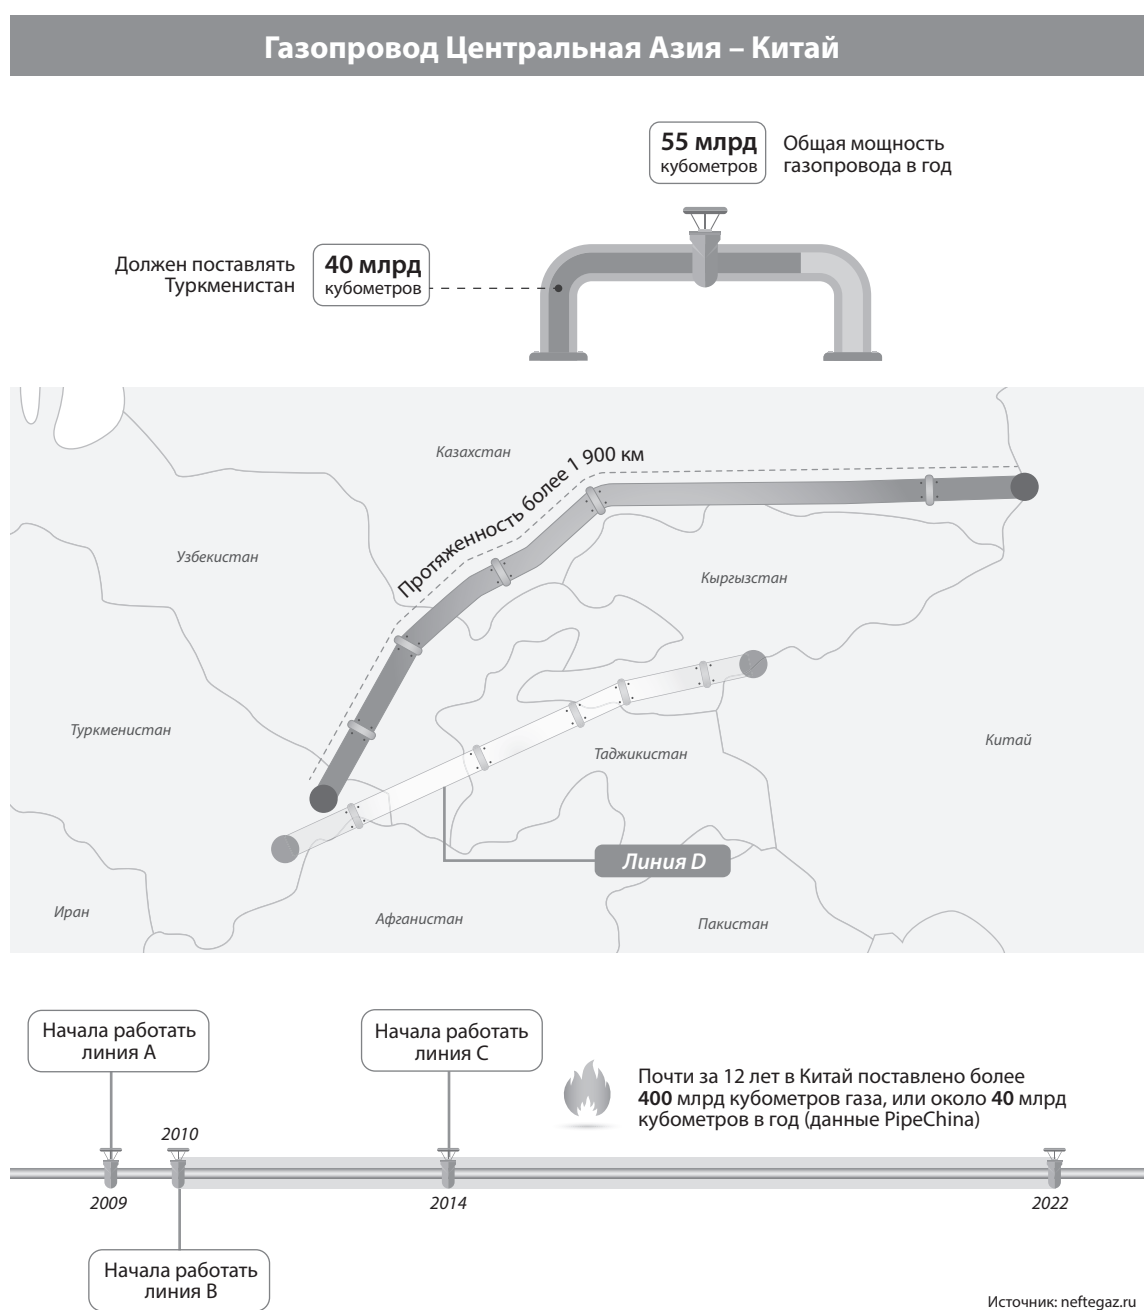 Газопровод Центральная Азия – Китай
55 млрд
кубометров
Общая мощность
газопровода в год
Должен поставлять
Туркменистан
40 млрд
кубометров
Казахстан
Протяженность более 1 900 км
Узбекистан
Кыргызстан
Туркменистан
Таджикистан
Китай
Линия D
Иран
Афганистан
Пакистан
Начала работать
линия А
Начала работать
линия С
Почти за 12 лет в Китай поставлено более
400 млрд кубометров газа, или около 40 млрд
кубометров в год (данные PipeChina)
2010
2009
2014
2022
Начала работать
линия В
Источник: neftegaz.ru